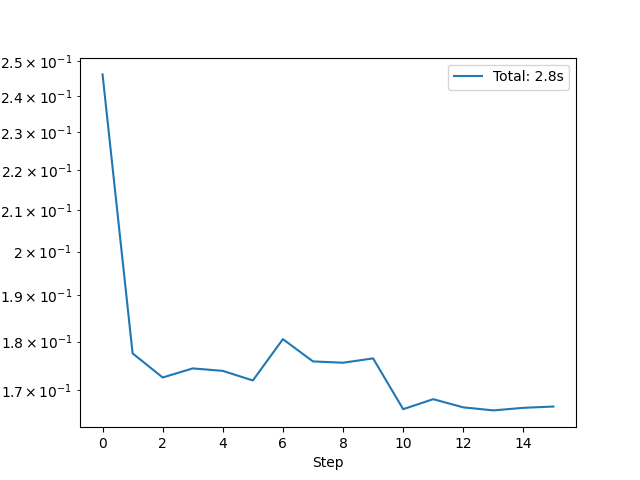 2.5 × 10⁻¹
2.4 × 10⁻¹
2.3 × 10⁻¹
2.2 × 10⁻¹
2.1 × 10⁻¹
2 × 10⁻¹
1.9 × 10⁻¹
1.8 × 10⁻¹
1.7 × 10⁻¹
Total: 2.8s
0 2 4 6 8 10 12 14
Step